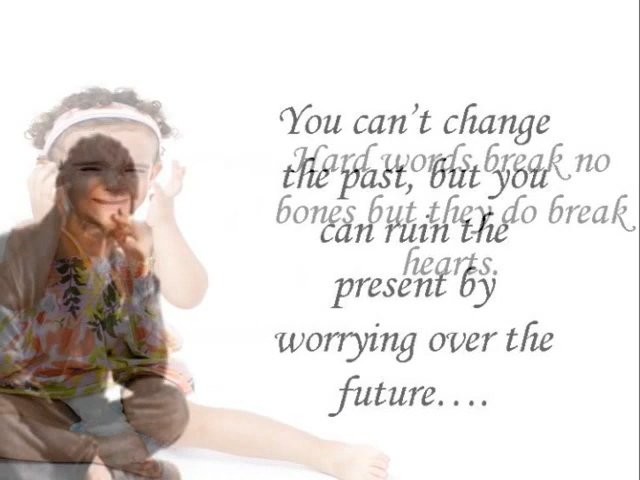 You can't change
the past, but you
can ruin the
present by
worrying over the
future....
Hard words break no
bones but they do break
hearts.